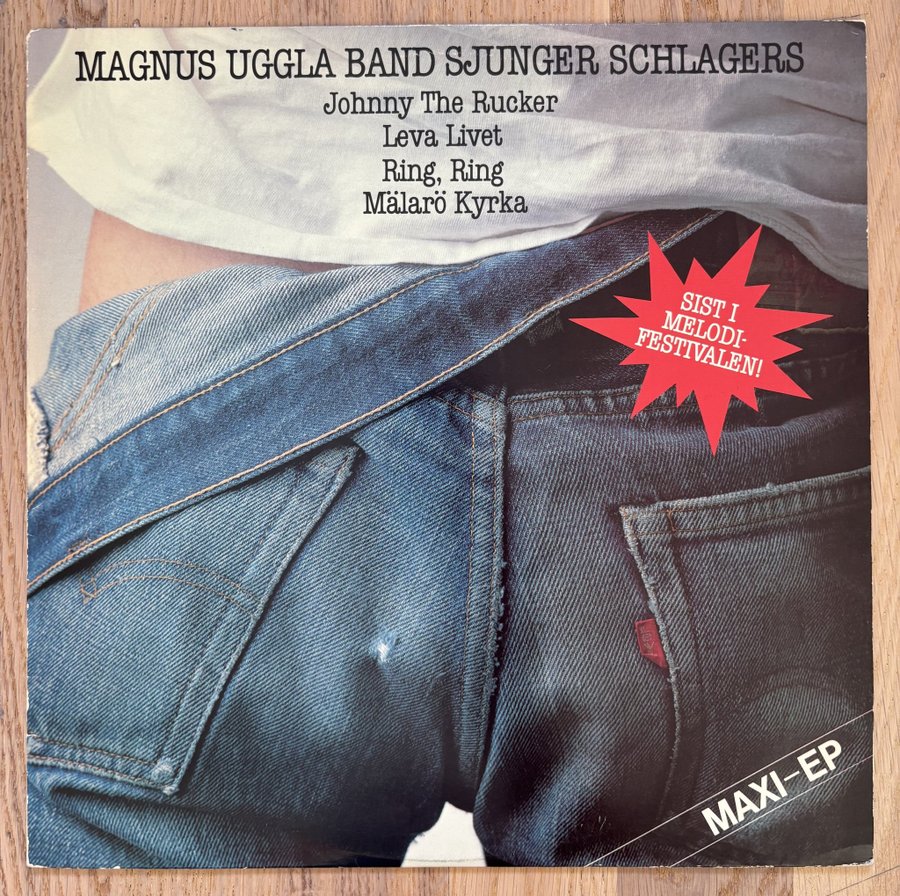 MAGNUS UGGLA BAND SJUNGER SCHLAGERS
Johnny The Rucker
Leva Livet
Ring, Ring
Mälarö Kyrka
SIST I
MELODI-
FESTIVALEN!
MAXI-EP